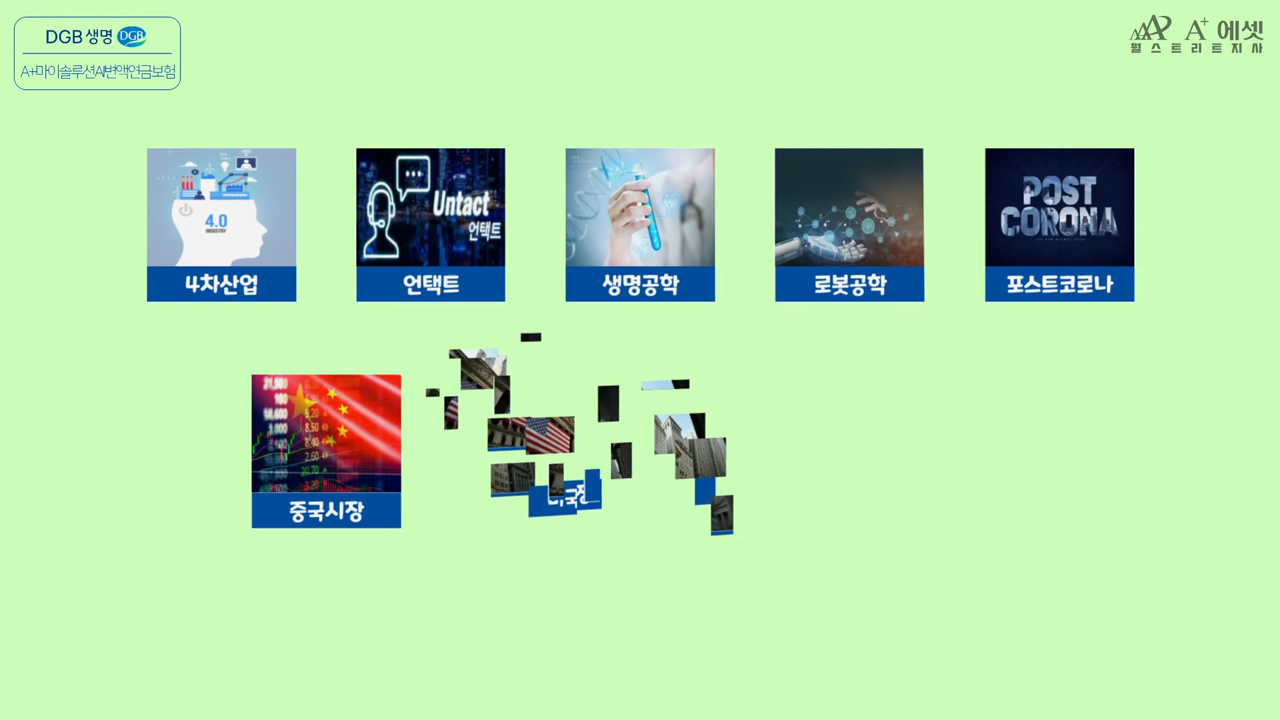 DGB 생명 DGB
A+마이솔루션AI변액연금보험
A+ 에셋
월스트리트지사
4.0
INDUSTRY
4차산업
Untact
언택트
언택트
생명공학
로봇공학
POST
CORONA
포스트코로나
중국시장